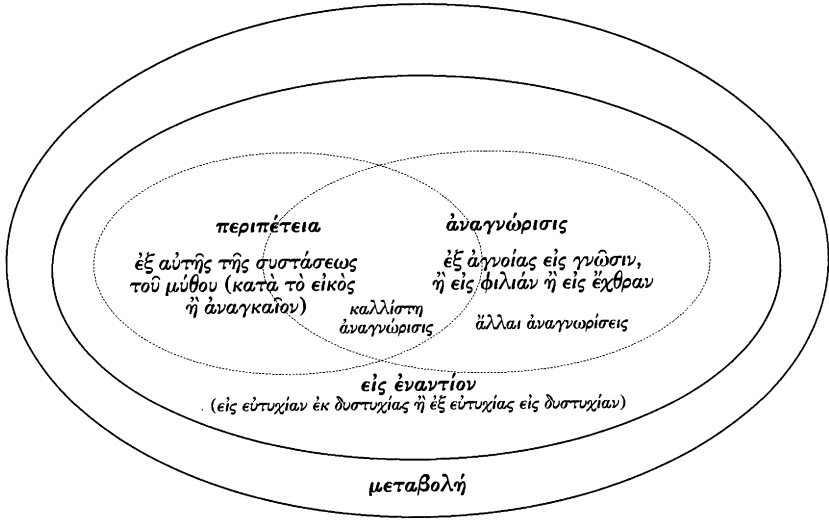 περιπέτεια
ἀναγνώρισις
ἐξ αὐτῆς τῆς συστάσεως
τοῦ μύθου (κατὰ τὸ εἰκὸς
ἢ ἀναγκαῖον)
ἐξ ἀγνοίας εἰς γνῶσιν,
ἢ εἰς φιλιάν ἢ εἰς ἔχθραν
καλλίστη
ἀναγνώρισις
ἄλλαι ἀναγνωρίσεις
εἰς ἐναντίον
(εἰς εὐτυχίαν ἐκ δυστυχίας ἢ ἐξ εὐτυχίας εἰς δυστυχίαν)
μεταβολή